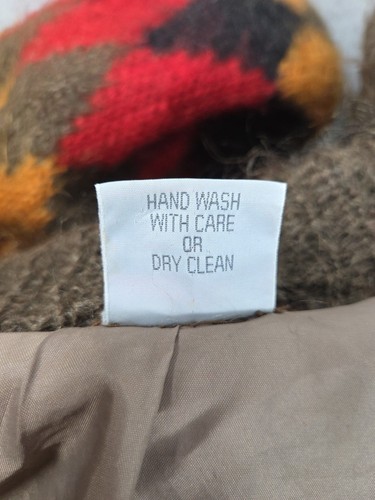 HAND WASH
WITH CARE
OR
DRY CLEAN